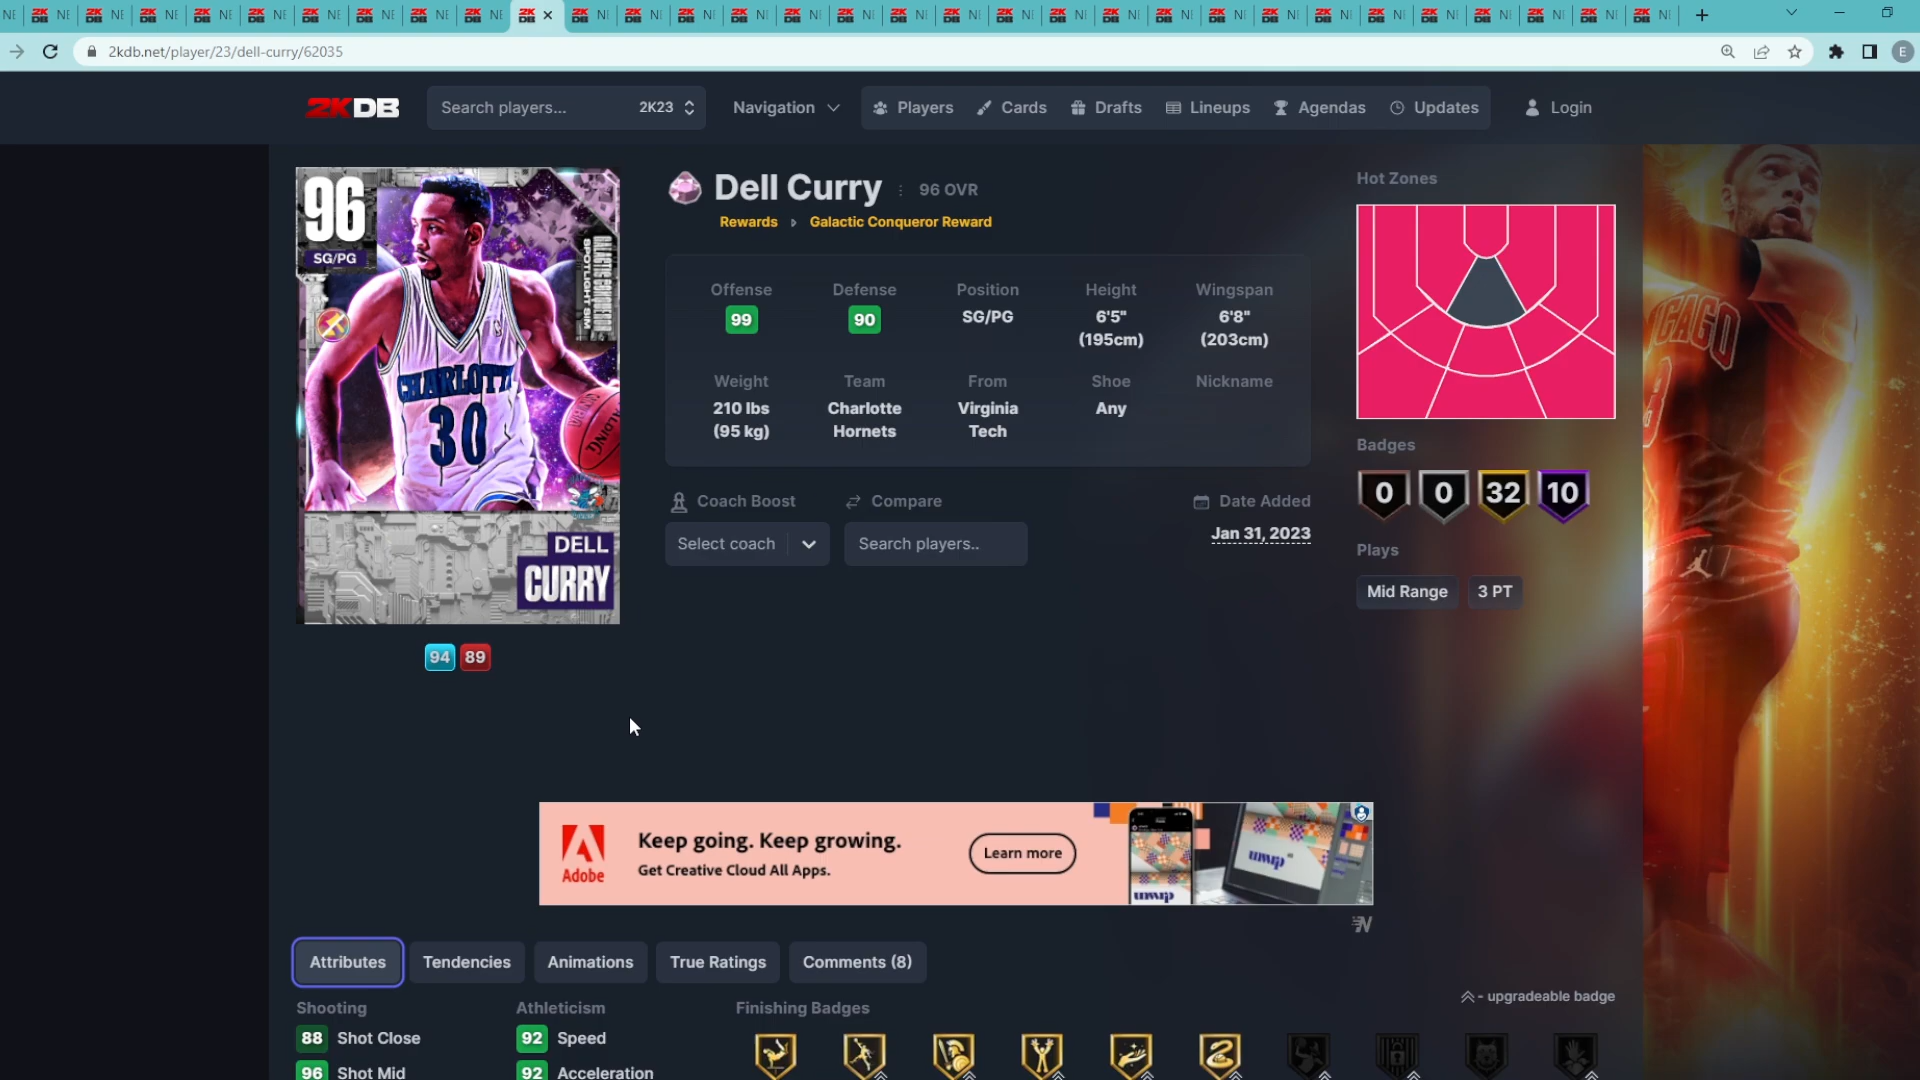 2kdb.net/player/23/dell-curry/62035
E
2KDB
Search players...
2K23
Navigation
Players
Cards
Drafts
Lineups
Agendas
Updates
Login
96
SG/PG
GALACTIC CONQUEROR
SPOTLIGHT SIM
CHARLOTTE
30
SPALDING
DELL
CURRY
94 89
Dell Curry : 96 OVR
Rewards
Galactic Conqueror Reward
Offense
99
Defense
90
Position
SG/PG
Height
6'5"
(195cm)
Wingspan
6'8"
(203cm)
Weight
210 lbs
(95 kg)
Team
Charlotte
Hornets
From
Virginia
Tech
Shoe
Any
Nickname
Coach Boost
Select coach
Compare
Search players..
Date Added
Jan 31, 2023
Hot Zones
Badges
0 0 32 10
Plays
Mid Range
3 PT
Adobe
Keep going. Keep growing.
Get Creative Cloud All Apps.
Learn more
Attributes
Tendencies
Animations
True Ratings
Comments (8)
- upgradeable badge
Shooting
88 Shot Close
96 Shot Mid
Athleticism
92 Speed
92 Acceleration
Finishing Badges